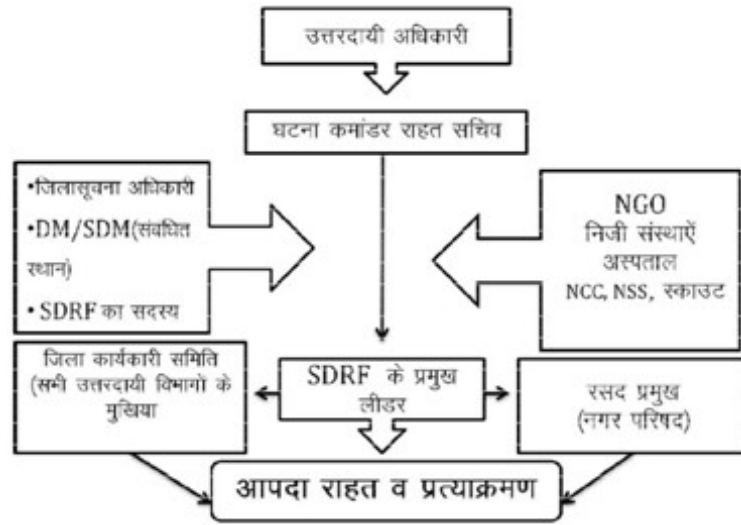 उत्तरदायी अधिकारी
घटना कमांडर राहत सचिव
•जिलासूचना अधिकारी
•DM/SDM(संवधित
स्थान)
• SDRF का सदस्य
NGO
निजी संस्थाऐं
अस्पताल
NCC, NSS, स्काउट
जिला कार्यकारी समिति
(सभी उत्तरदायी विभागों के
मुखिया
SDRF के प्रमुख
लीडर
रसद प्रमुख
(नगर परिषद)
आपदा राहत व प्रत्याक्रमण